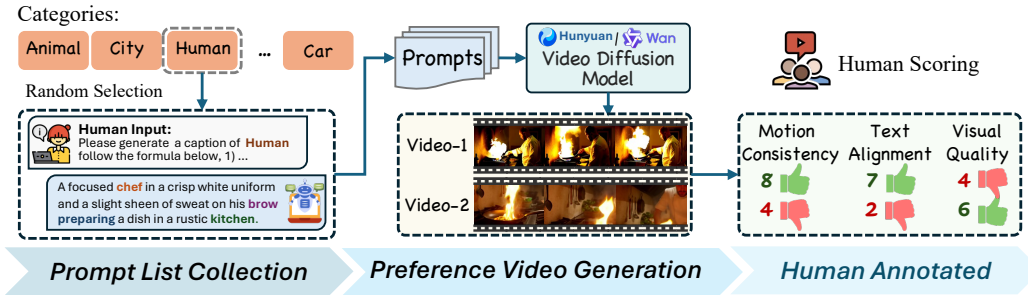 Categories:
Animal
City
Human
...
Car
Random Selection
Human Input:
Please generate a caption of Human
follow the formula below, 1) ...
A focused chef in a crisp white uniform
and a slight sheen of sweat on his brow
preparing a dish in a rustic kitchen.
Prompts
Hunyuan / Wan
Video Diffusion
Model
Video-1
Video-2
Human Scoring
Motion
Consistency
Text
Alignment
Visual
Quality
8
7
4
4
2
6
Prompt List Collection
Preference Video Generation
Human Annotated